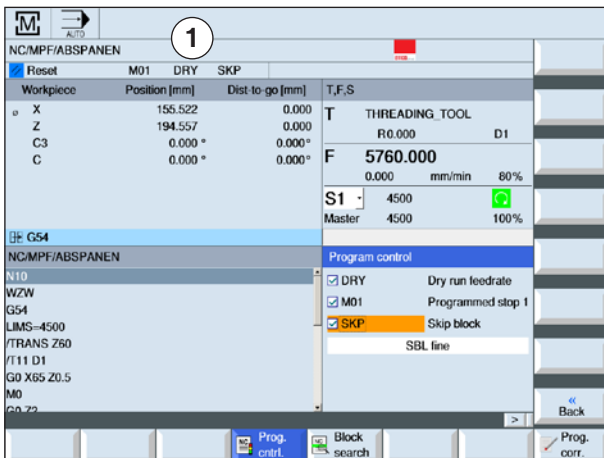 M
AUTO
1
NC/MPF/ABSPANEN
Reset M01 DRY SKP
Workpiece Position [mm] Dist-to-go [mm] T,F,S
ø X 155.522 0.000
Z 194.557 0.000
C3 0.000 ° 0.000°
C 0.000 ° 0.000°
T THREADING_TOOL
R0.000 D1
F 5760.000
0.000 mm/min 80%
S1 4500
Master 4500 100%
G54
NC/MPF/ABSPANEN
N10
WZW
G54
LIMS=4500
/TRANS Z60
/T11 D1
G0 X65 Z0.5
M0
G0 Z2
Program control
DRY Dry run feedrate
M01 Programmed stop 1
SKP Skip block
SBL fine
>
«
Back
NC Prog.
cntrl.
NC Block
search
Prog.
corr.